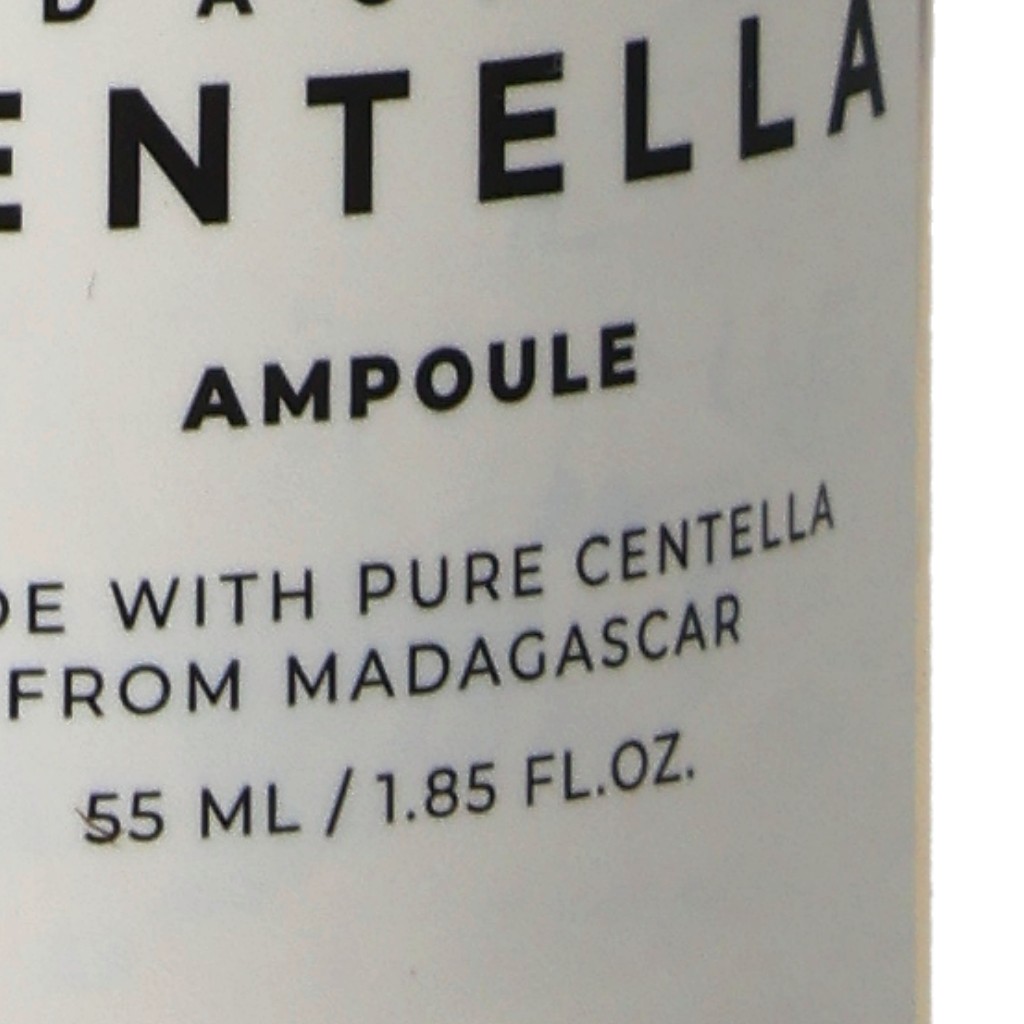 ENTELLA
AMPOULE
DE WITH PURE CENTELLA
FROM MADAGASCAR
55 ML / 1.85 FL.OZ.